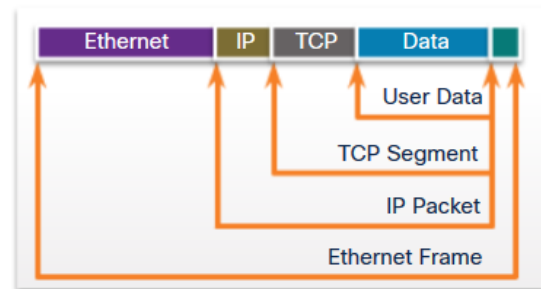 Ethernet IP TCP Data
User Data
TCP Segment
IP Packet
Ethernet Frame